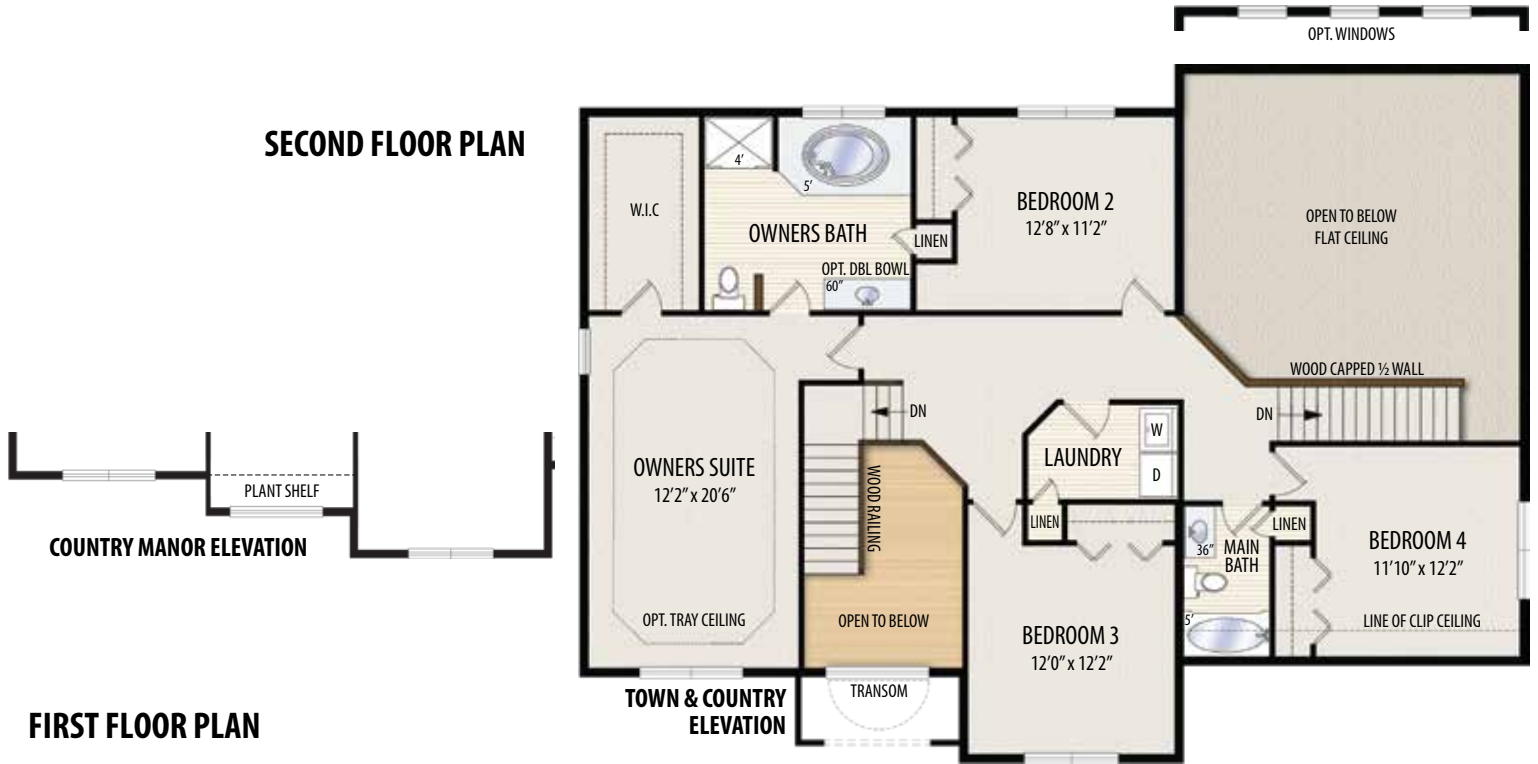 OPT. WINDOWS
SECOND FLOOR PLAN
4'
5'
W.I.C
OWNERS BATH
LINEN
OPT. DBL BOWL
60"
BEDROOM 2
12'8" x 11'2"
OPEN TO BELOW
FLAT CEILING
WOOD CAPPED ½ WALL
DN
DN
W
D
LAUNDRY
OWNERS SUITE
12'2" x 20'6"
WOOD RAILING
PLANT SHELF
COUNTRY MANOR ELEVATION
LINEN
LINEN
36"
MAIN
BATH
BEDROOM 4
11'10" x 12'2"
5'
LINE OF CLIP CEILING
OPT. TRAY CEILING
OPEN TO BELOW
BEDROOM 3
12'0" x 12'2"
TOWN & COUNTRY
ELEVATION
TRANSOM
FIRST FLOOR PLAN